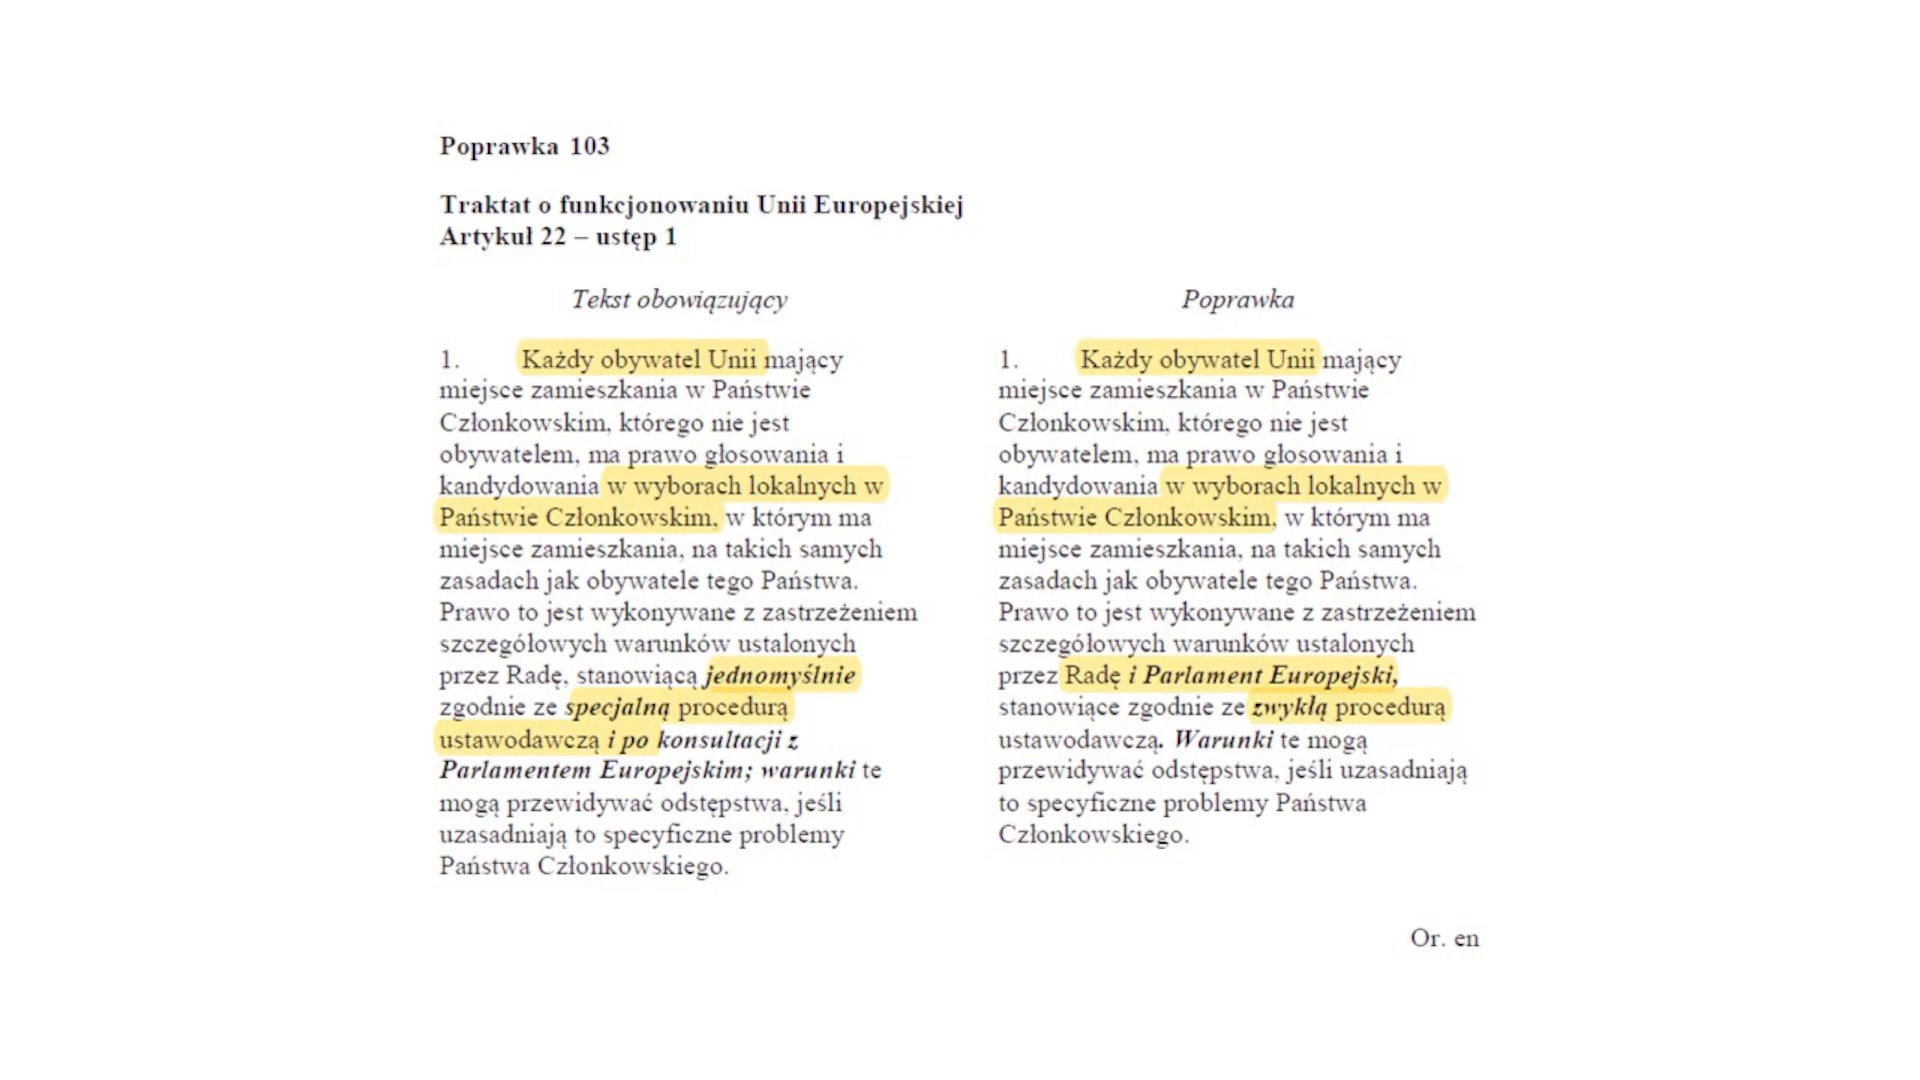 Poprawka 103
Traktat o funkcjonowaniu Unii Europejskiej
Artykuł 22 – ustęp 1
Tekst obowiązujący
1. Każdy obywatel Unii mający
miejsce zamieszkania w Państwie
Członkowskim, którego nie jest
obywatelem, ma prawo głosowania i
kandydowania w wyborach lokalnych w
Państwie Członkowskim, w którym ma
miejsce zamieszkania, na takich samych
zasadach jak obywatele tego Państwa.
Prawo to jest wykonywane z zastrzeżeniem
szczegółowych warunków ustalonych
przez Radę, stanowiącą jednomyślnie
zgodnie ze specjalną procedurą
ustawodawczą i po konsultacji z
Parlamentem Europejskim; warunki te
mogą przewidywać odstępstwa, jeśli
uzasadniają to specyficzne problemy
Państwa Członkowskiego.
Poprawka
1. Każdy obywatel Unii mający
miejsce zamieszkania w Państwie
Członkowskim, którego nie jest
obywatelem, ma prawo głosowania i
kandydowania w wyborach lokalnych w
Państwie Członkowskim, w którym ma
miejsce zamieszkania, na takich samych
zasadach jak obywatele tego Państwa.
Prawo to jest wykonywane z zastrzeżeniem
szczegółowych warunków ustalonych
przez Radę i Parlament Europejski,
stanowiące zgodnie ze zwykłą procedurą
ustawodawczą. Warunki te mogą
przewidywać odstępstwa, jeśli uzasadniają
to specyficzne problemy Państwa
Członkowskiego.
Or. en